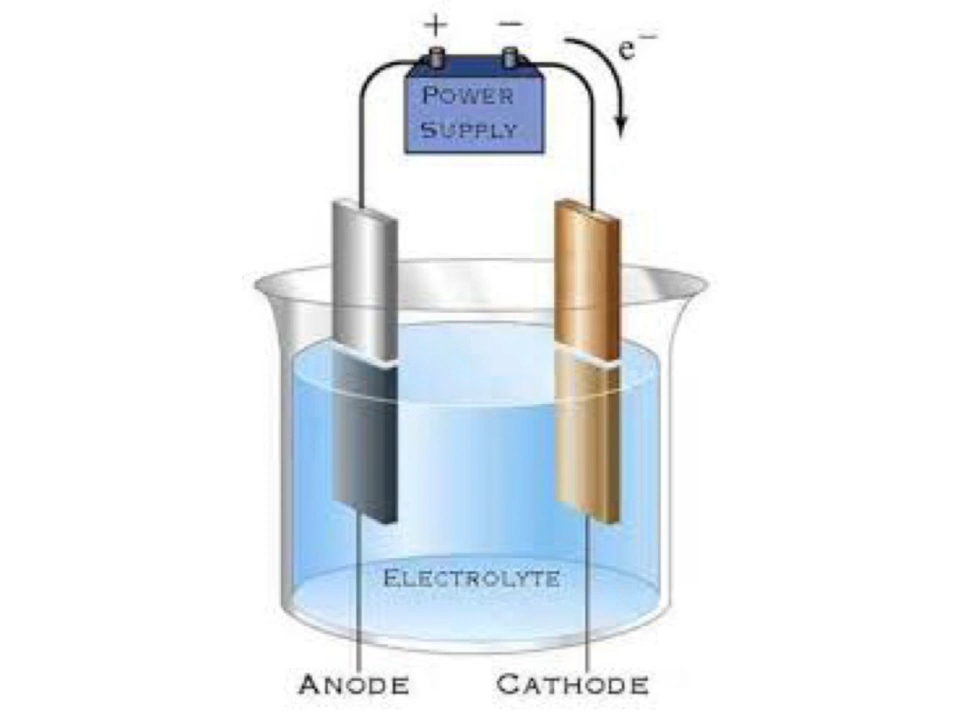 + −
e−
POWER
SUPPLY
ELECTROLYTE
ANODE CATHODE